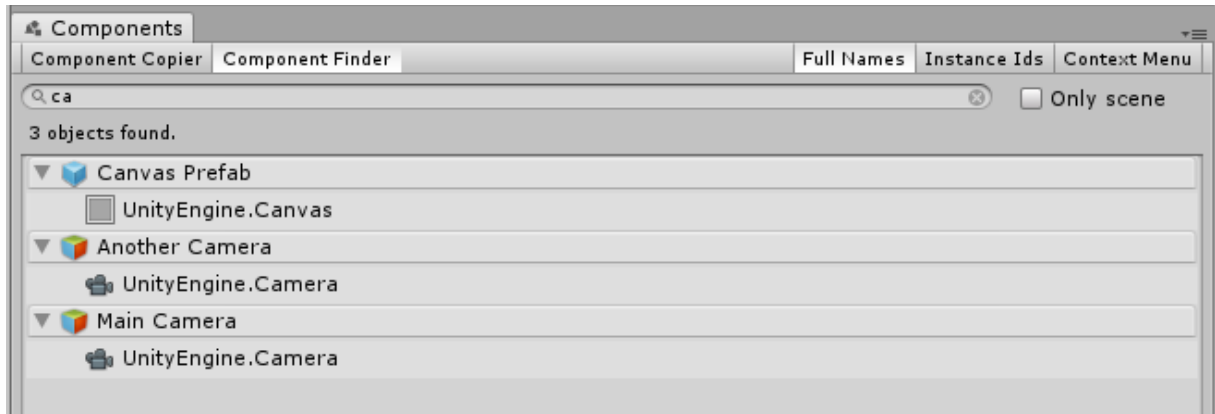 Components
Component Copier Component Finder Full Names Instance Ids Context Menu
ca Only scene
3 objects found.
Canvas Prefab
UnityEngine.Canvas
Another Camera
UnityEngine.Camera
Main Camera
UnityEngine.Camera